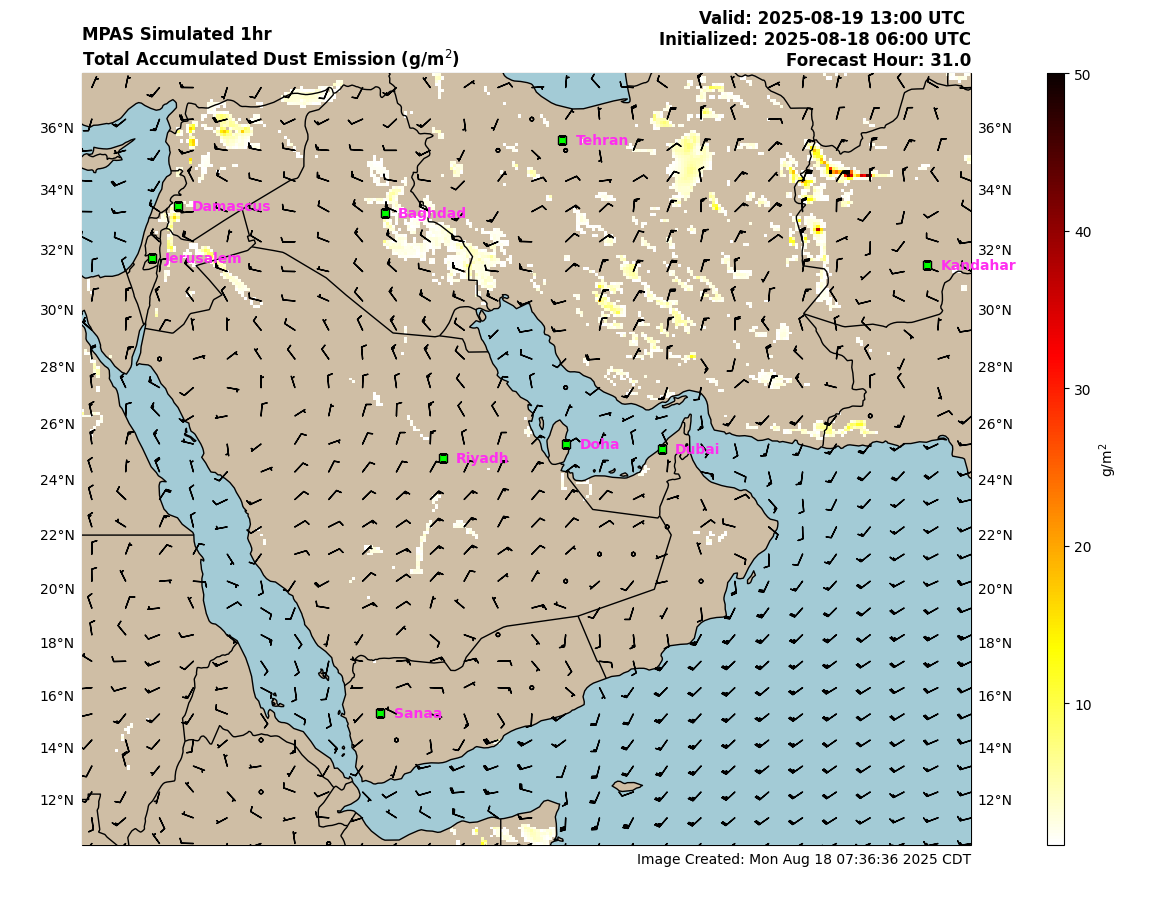 MPAS Simulated 1hr
Total Accumulated Dust Emission (g/m²)
Valid: 2025-08-19 13:00 UTC
Initialized: 2025-08-18 06:00 UTC
Forecast Hour: 31.0
36°N
34°N
32°N
30°N
28°N
26°N
24°N
22°N
20°N
18°N
16°N
14°N
12°N
Tehran
Damascus
Baghdad
Jerusalem
Kandahar
Doha
Dubai
Riyadh
Sanaa
36°N
34°N
32°N
30°N
28°N
26°N
24°N
22°N
20°N
18°N
16°N
14°N
12°N
50
40
30
20
10
g/m²
Image Created: Mon Aug 18 07:36:36 2025 CDT